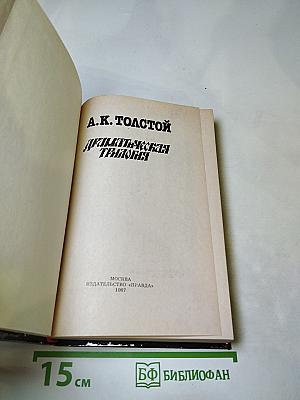 А.К. ТОЛСТОЙ
ДРАМАТИЧЕСКАЯ
ТРИЛОГИЯ
МОСКВА
ИЗДАТЕЛЬСТВО «ПРАВДА»
1987
15 см
БФ БИБЛИОФАН